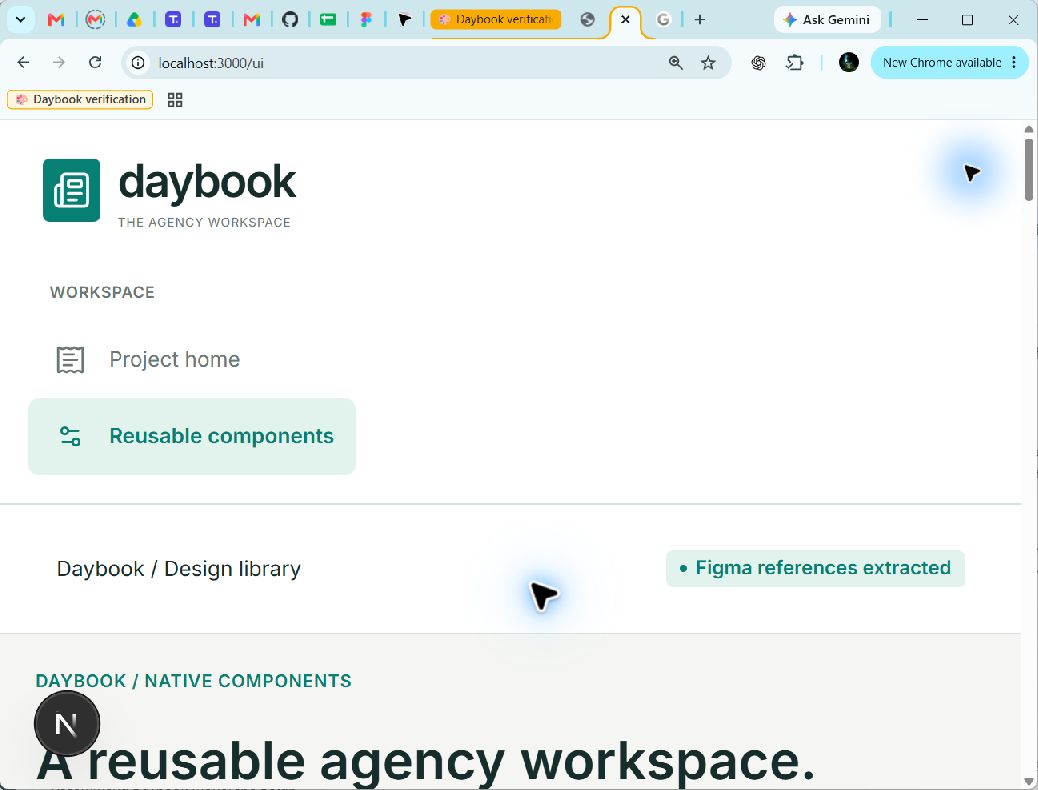 Daybook verificati
Ask Gemini
localhost:3000/ui
New Chrome available
Daybook verification
daybook
THE AGENCY WORKSPACE
WORKSPACE
Project home
Reusable components
Daybook / Design library
• Figma references extracted
DAYBOOK / NATIVE COMPONENTS
N
A reusable agency workspace.